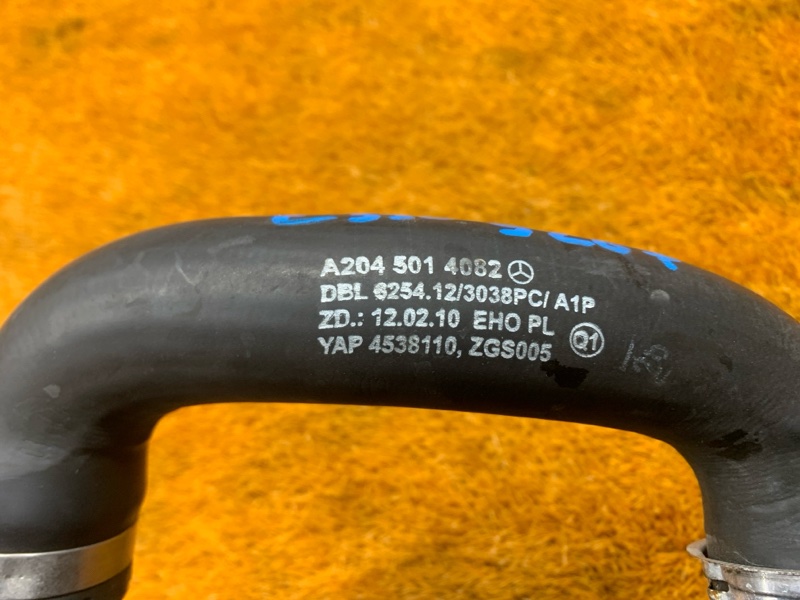 A204 501 4082
DBL 6254.12/3038PC/ A1P
ZD.: 12.02.10 EHO PL
YAP 4538110, ZGS005 Q1